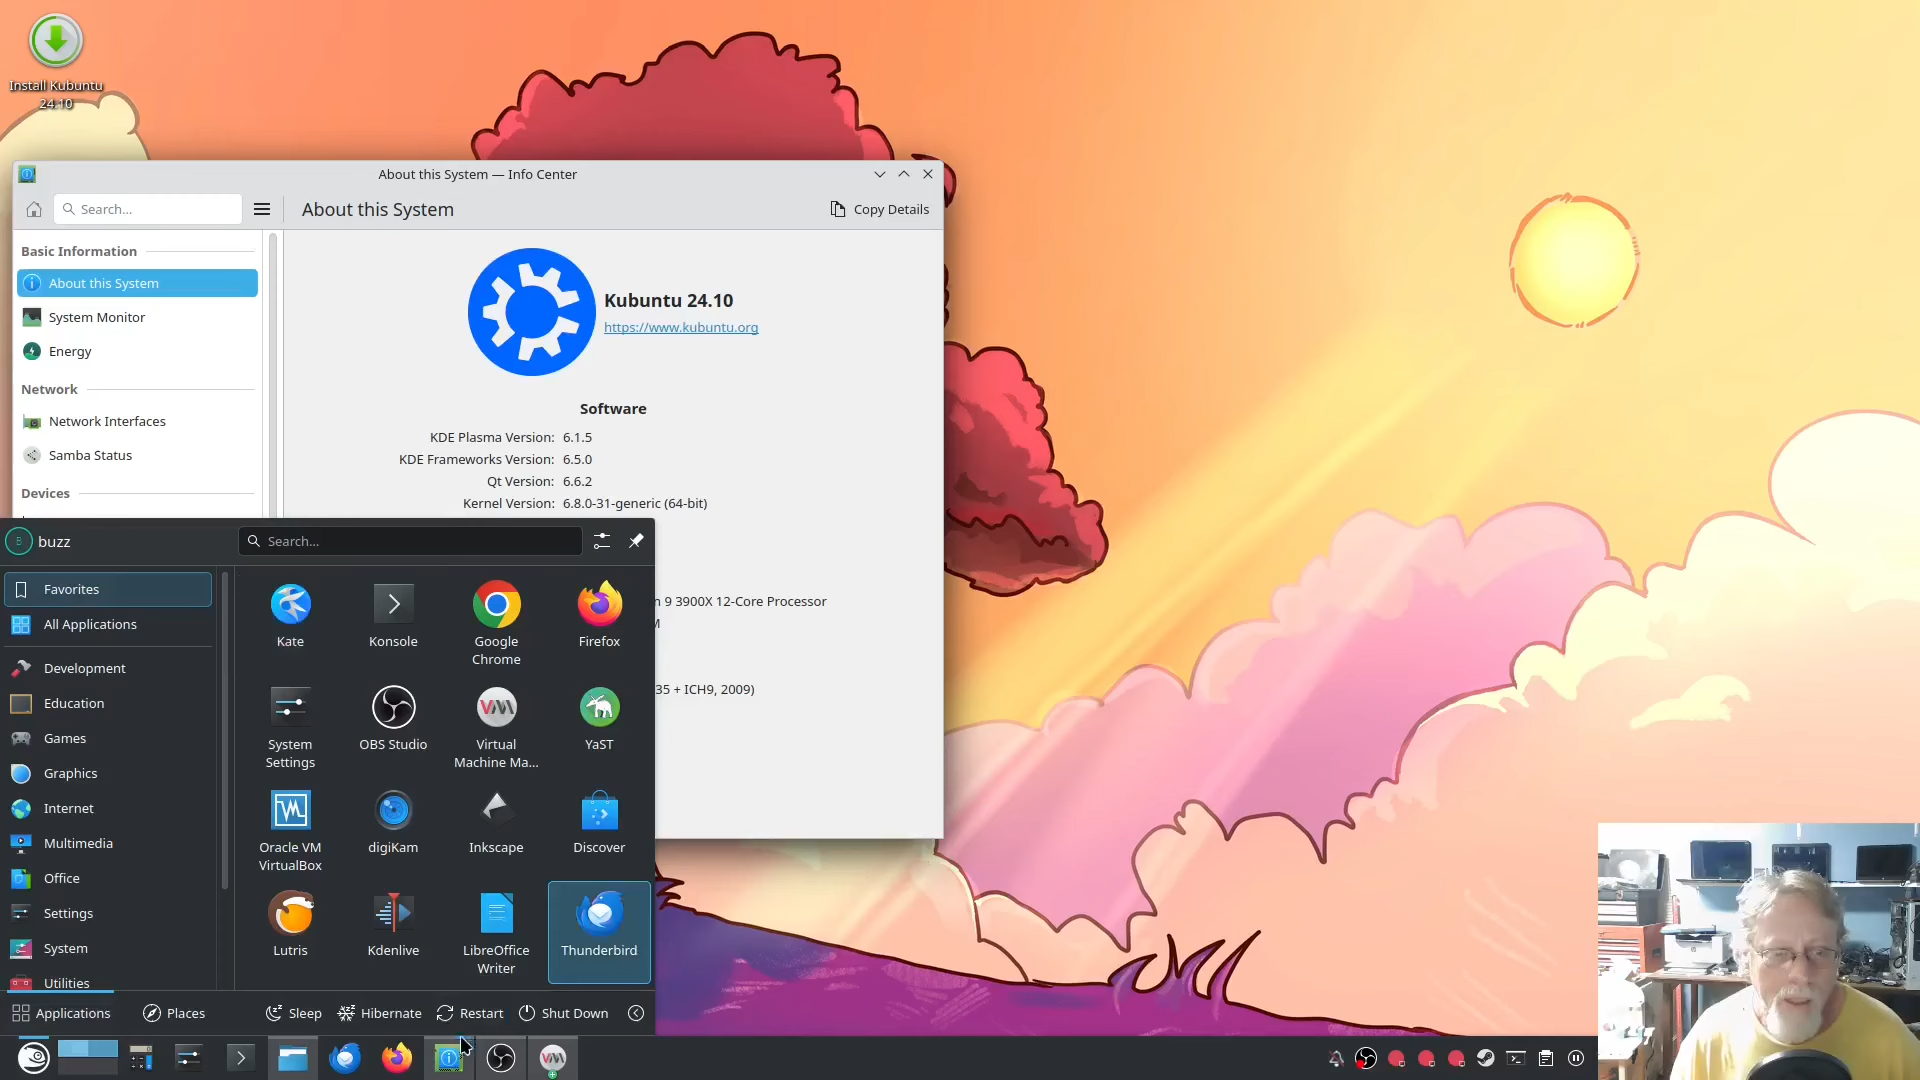 Install Kubuntu
24.10
About this System — Info Center
Search...
About this System
Copy Details
Basic Information
About this System
System Monitor
Energy
Network
Network Interfaces
Samba Status
Devices
Kubuntu 24.10
https://www.kubuntu.org
Software
KDE Plasma Version: 6.1.5
KDE Frameworks Version: 6.5.0
Qt Version: 6.6.2
Kernel Version: 6.8.0-31-generic (64-bit)
9 3900X 12-Core Processor
35 + ICH9, 2009)
buzz
Search...
Favorites
All Applications
Development
Education
Games
Graphics
Internet
Multimedia
Office
Settings
System
Utilities
Kate
Konsole
Google
Chrome
Firefox
System
Settings
OBS Studio
Virtual
Machine Ma...
YaST
Oracle VM
VirtualBox
digiKam
Inkscape
Discover
Lutris
Kdenlive
LibreOffice
Writer
Thunderbird
Applications
Places
Sleep
Hibernate
Restart
Shut Down